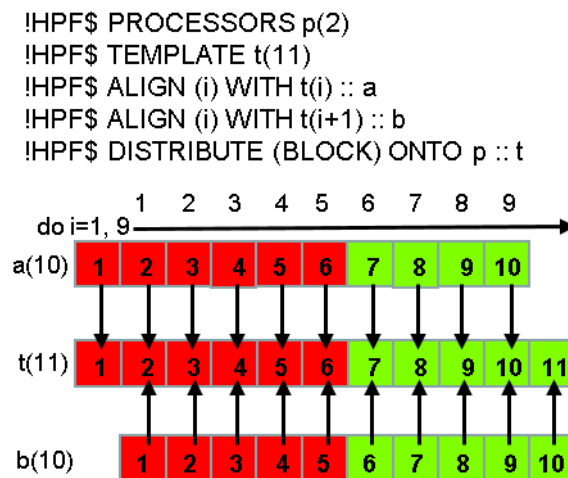 !HPF$ PROCESSORS p(2)
!HPF$ TEMPLATE t(11)
!HPF$ ALIGN (i) WITH t(i) :: a
!HPF$ ALIGN (i) WITH t(i+1) :: b
!HPF$ DISTRIBUTE (BLOCK) ONTO p :: t
1 2 3 4 5 6 7 8 9
do i=1, 9
a(10) 1 2 3 4 5 6 7 8 9 10
t(11) 1 2 3 4 5 6 7 8 9 10 11
b(10) 1 2 3 4 5 6 7 8 9 10